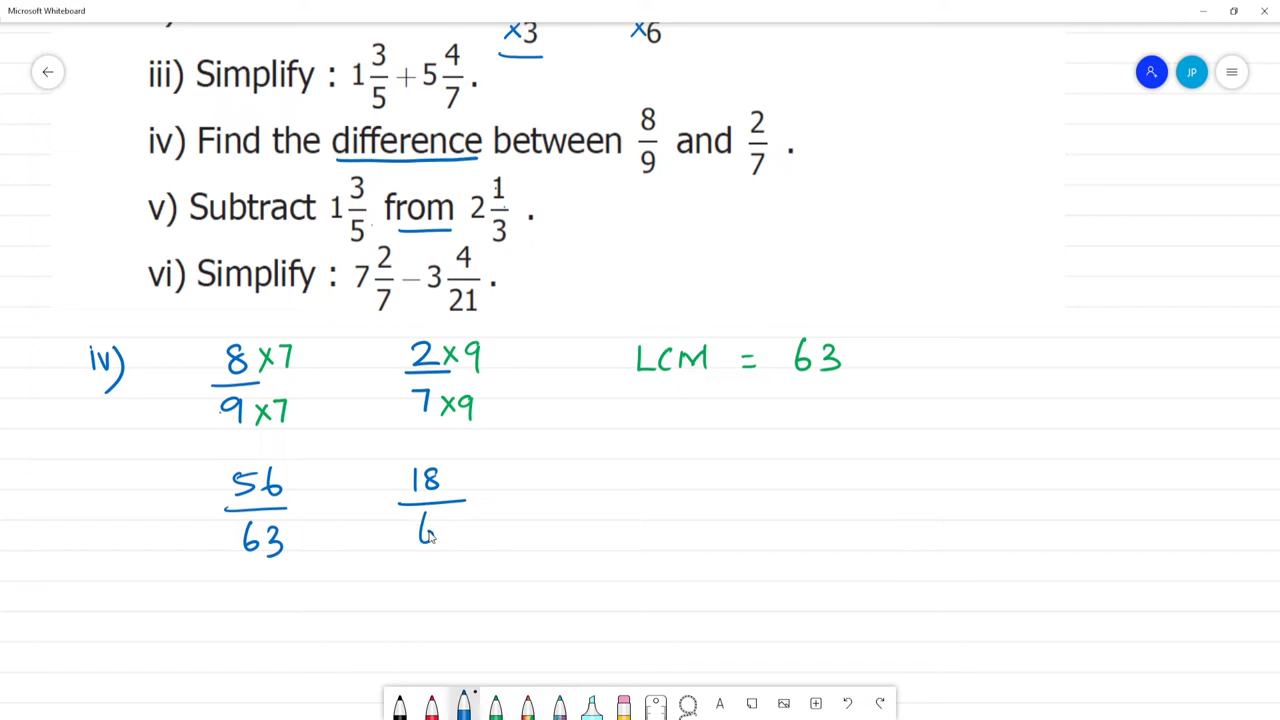 Microsoft Whiteboard
×3 ×6
iii) Simplify : 1 3/5 + 5 4/7 .
JP
iv) Find the difference between 8/9 and 2/7 .
v) Subtract 1 3/5 from 2 1/3 .
vi) Simplify : 7 2/7 – 3 4/21 .
iv) 8×7/9×7 2×9/7×9 LCM = 63
56/63 18/6
A